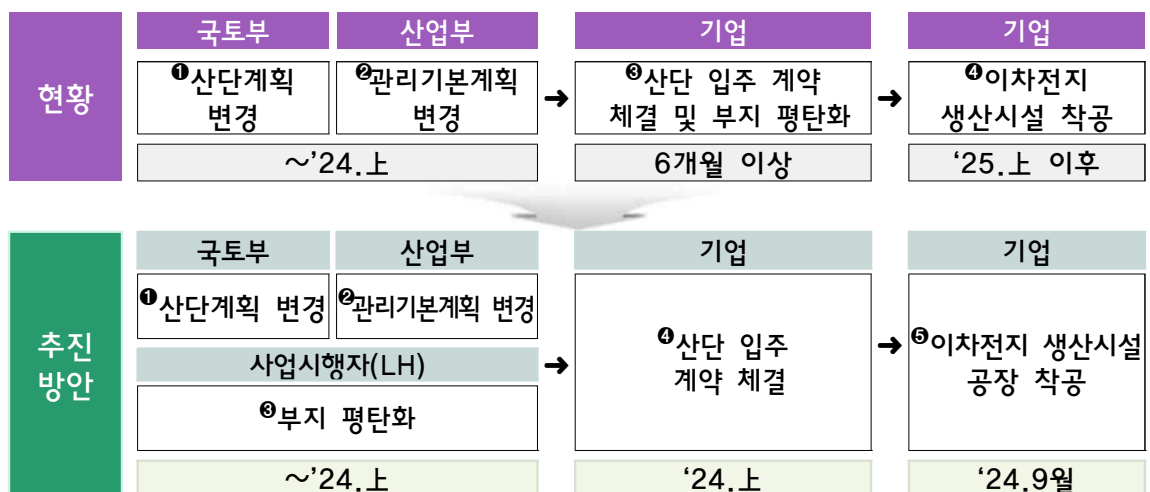 현황
국토부
산업부
기업
기업
❶산단계획
변경
❷관리기본계획
변경
➜
❸산단 입주 계약
체결 및 부지 평탄화
➜
❹이차전지
생산시설 착공
～’24.上
6개월 이상
‘25.上 이후
추진
방안
국토부
산업부
기업
기업
❶산단계획 변경
❷관리기본계획 변경
사업시행자(LH)
❸부지 평탄화
➜
❹산단 입주
계약 체결
➜
❺이차전지 생산시설
공장 착공
～’24.上
‘24.上
‘24.9월